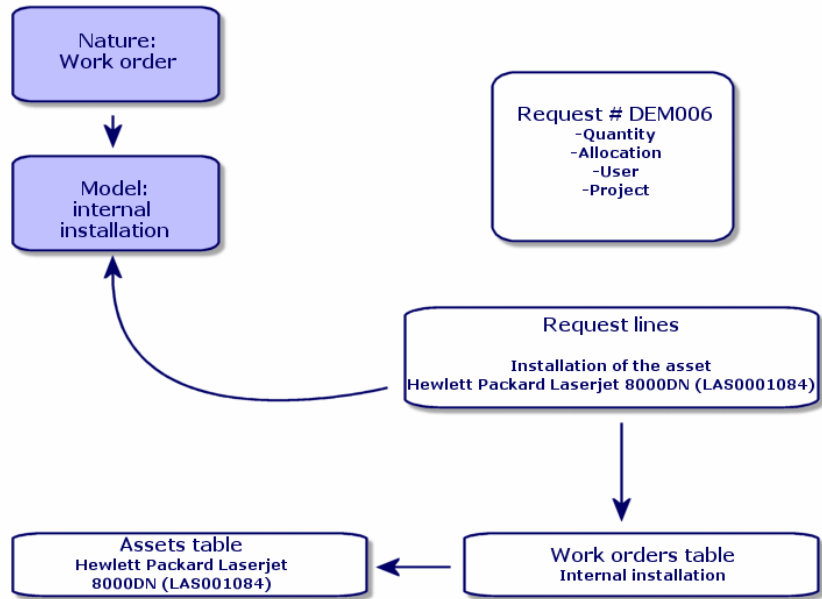 Nature:
Work order
Request # DEM006
-Quantity
-Allocation
-User
-Project
Model:
internal
installation
Request lines
Installation of the asset
Hewlett Packard Laserjet 8000DN (LAS0001084)
Assets table
Hewlett Packard Laserjet
8000DN (LAS001084)
Work orders table
Internal installation